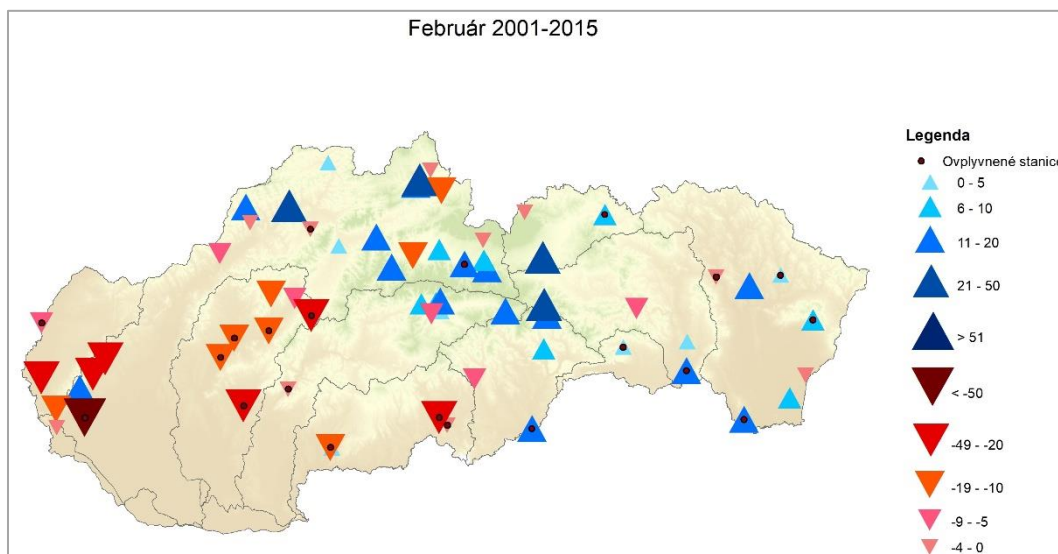 Február 2001-2015
Legenda
Ovplyvnené stanice
0 - 5
6 - 10
11 - 20
21 - 50
> 51
< -50
-49 - -20
-19 - -10
-9 - -5
-4 - 0